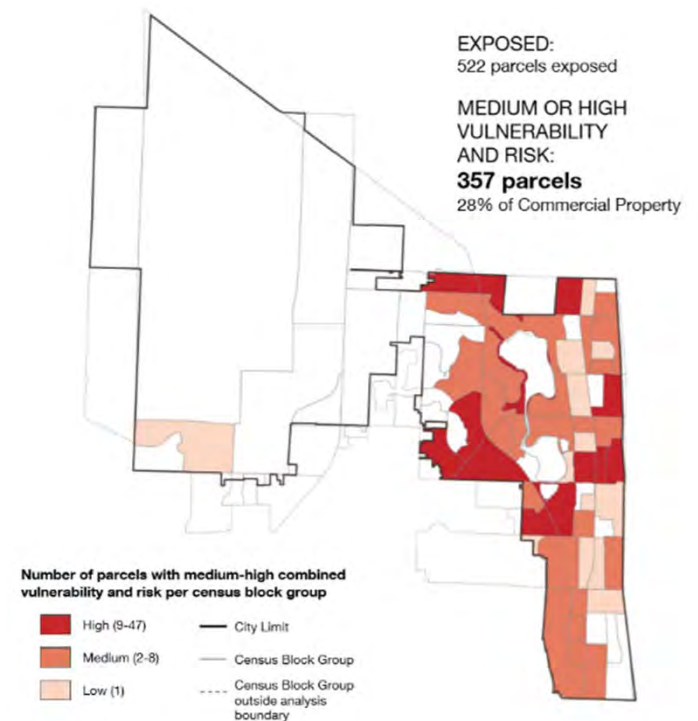 EXPOSED:
522 parcels exposed
MEDIUM OR HIGH
VULNERABILITY
AND RISK:
357 parcels
28% of Commercial Property
Number of parcels with medium-high combined
vulnerability and risk per census block group
High (9-47)
Medium (2-8)
Low (1)
City Limit
Census Block Group
Census Block Group
outside analysis
boundary